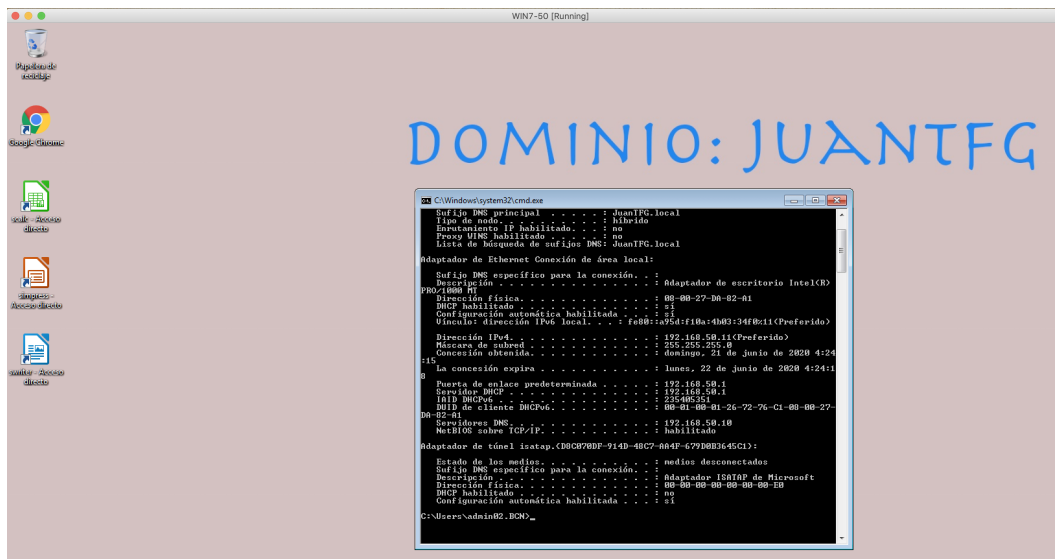 WIN7-50 [Running]
Papelera de
reciclaje
Google Chrome
scalc - Acceso
directo
simpress -
Acceso directo
swriter - Acceso
directo
DOMINIO: JUANTFG
C:\Windows\system32\cmd.exe
Sufijo DNS principal . . . . . : JuanTFG.local
Tipo de nodo. . . . . . . . . . : híbrido
Enrutamiento IP habilitado. . . : no
Proxy WINS habilitado . . . . . : no
Lista de búsqueda de sufijos DNS: JuanTFG.local
Adaptador de Ethernet Conexión de área local:
Sufijo DNS específico para la conexión. . :
Descripción . . . . . . . . . . . . . . . : Adaptador de escritorio Intel(R)
PRO/1000 MT
Dirección física. . . . . . . . . . . . . : 08-00-27-DA-82-A1
DHCP habilitado . . . . . . . . . . . . . : sí
Configuración automática habilitada . . . : sí
Vínculo: dirección IPv6 local. . . : fe80::a95d:f10a:4b03:34f0%11(Preferido)
Dirección IPv4. . . . . . . . . . . . . . : 192.168.50.11(Preferido)
Máscara de subred . . . . . . . . . . . . : 255.255.255.0
Concesión obtenida. . . . . . . . . . . . : domingo, 21 de junio de 2020 4:24
:15
La concesión expira . . . . . . . . . . . : lunes, 22 de junio de 2020 4:24:1
8
Puerta de enlace predeterminada . . . . . : 192.168.50.1
Servidor DHCP . . . . . . . . . . . . . . : 192.168.50.1
IAID DHCPv6 . . . . . . . . . . . . . . . : 235405351
DUID de cliente DHCPv6. . . . . . . . . . : 00-01-00-01-26-72-76-C1-08-00-27-
DA-82-A1
Servidores DNS. . . . . . . . . . . . . . : 192.168.50.10
NetBIOS sobre TCP/IP. . . . . . . . . . . : habilitado
Adaptador de túnel isatap.{D8C070DF-914D-48C7-AA4F-679D0B3645C1}:
Estado de los medios. . . . . . . . . . . : medios desconectados
Sufijo DNS específico para la conexión. . :
Descripción . . . . . . . . . . . . . . . : Adaptador ISATAP de Microsoft
Dirección física. . . . . . . . . . . . . : 00-00-00-00-00-00-00-E0
DHCP habilitado . . . . . . . . . . . . . : no
Configuración automática habilitada . . . : sí
C:\Users\admin02.BCN>_